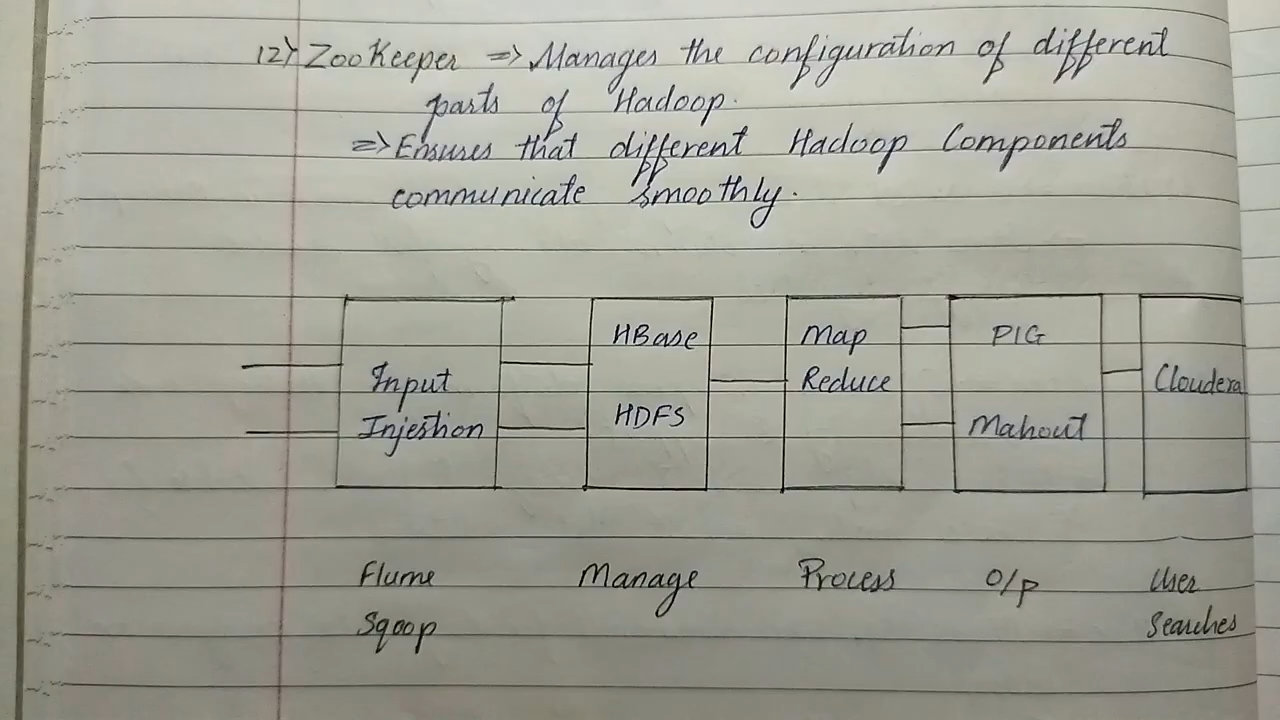 12) ZooKeeper => Manages the configuration of different
parts of Hadoop.
=> Ensures that different Hadoop Components
communicate smoothly.
Input
Injestion
HBase
HDFS
Map
Reduce
PIG
Mahout
Cloudera
Flume
Sqoop
Manage
Process
O/p
User
Searches